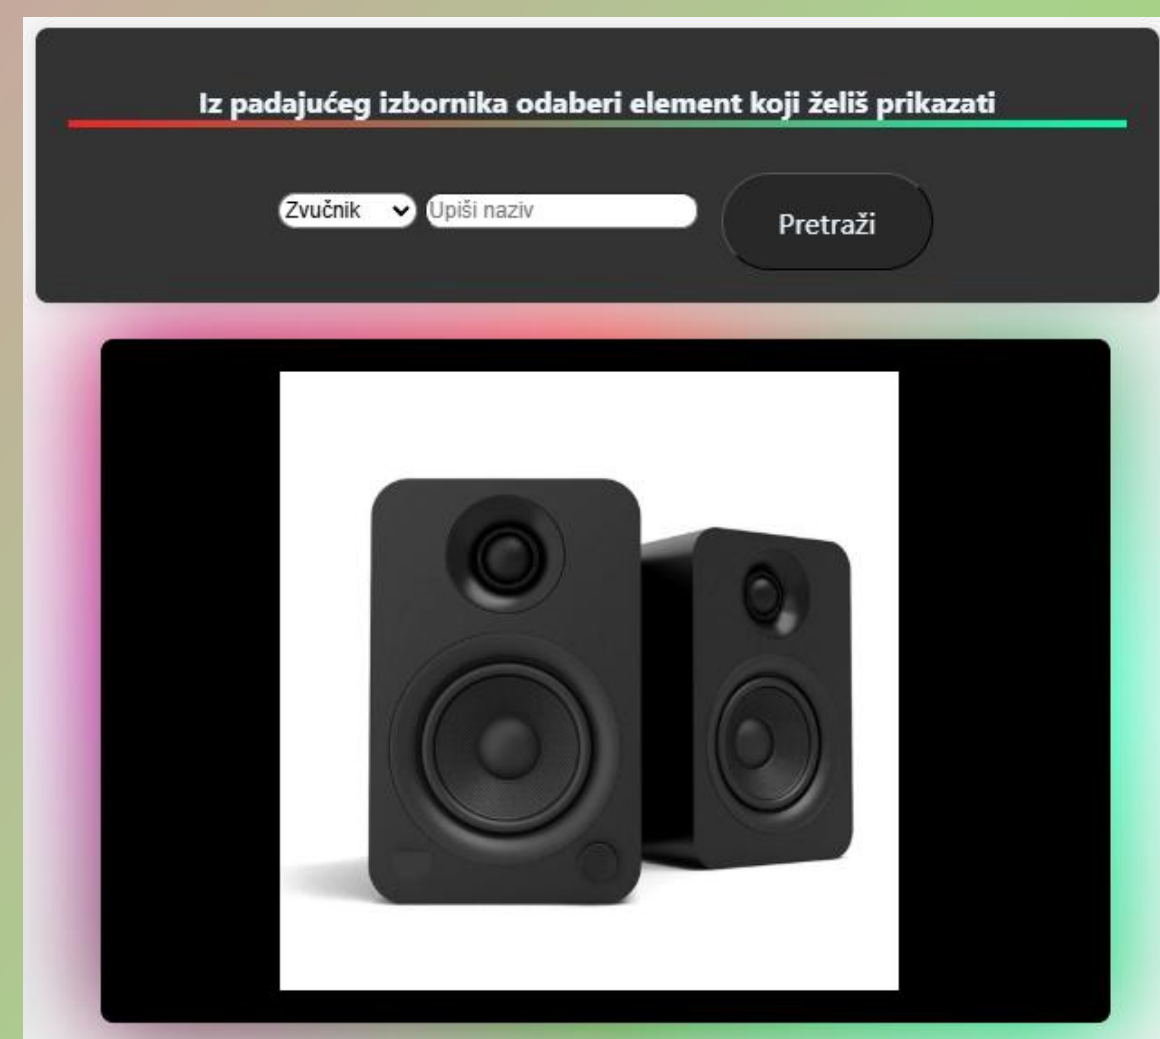 Iz padajućeg izbornika odaberi element koji želiš prikazati
Zvučnik Upiši naziv Pretraži